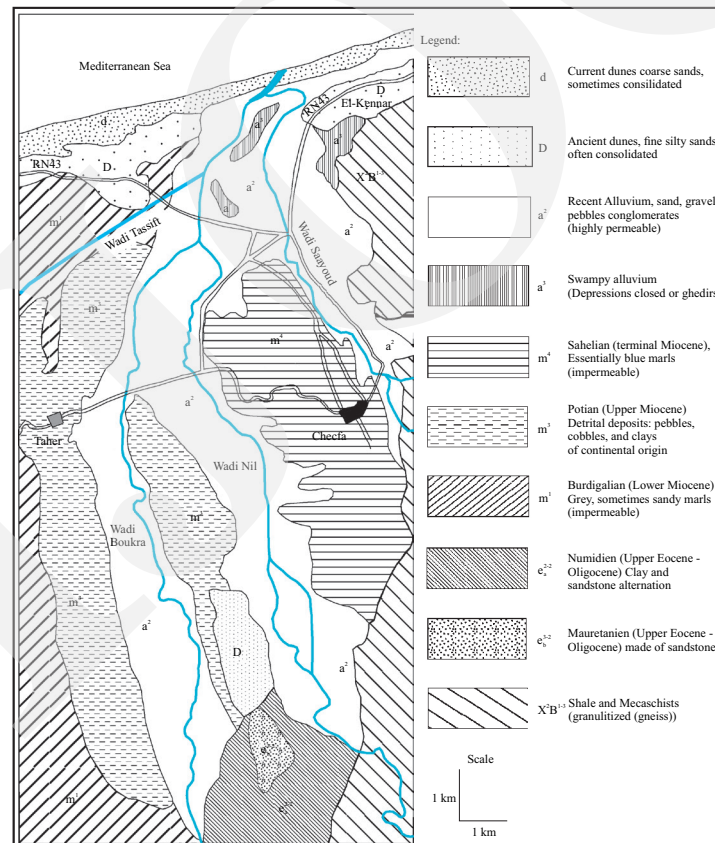 Mediterranean Sea
d
D
El-Kennar
RN43
a²
a³
RN43
D
X²B¹⁻³
a²
a³
m¹
Wadi Tassift
Wadi Saayoud
a²
m³
m⁴
a²
a²
Taher
Checfa
Wadi Nil
m⁴
Wadi
Boukra
m³
a²
a²
D
m¹
Legend:
d
Current dunes coarse sands,
sometimes considated
D
Ancient dunes, fine silty sands
often consolidated
a²
Recent Alluvium, sand, gravel
pebbles conglomerates
(highly permeable)
a³
Swampy alluvium
(Depressions closed or ghedirs
m⁴
Sahelian (terminal Miocene),
Essentially blue marls
(impermeable)
m³
Potian (Upper Miocene)
Detrital deposits: pebbles,
cobbles, and clays
of continental origin
m¹
Burdigalian (Lower Miocene)
Grey, sometimes sandy marls
(impermeable)
Numidien (Upper Eocene -
Oligocene) Clay and
sandstone alternation
Mauretanien (Upper Eocene -
Oligocene) made of sandstone
X²B¹⁻³ Shale and Mecaschists
(granulitized (gneiss))
Scale
1 km
1 km